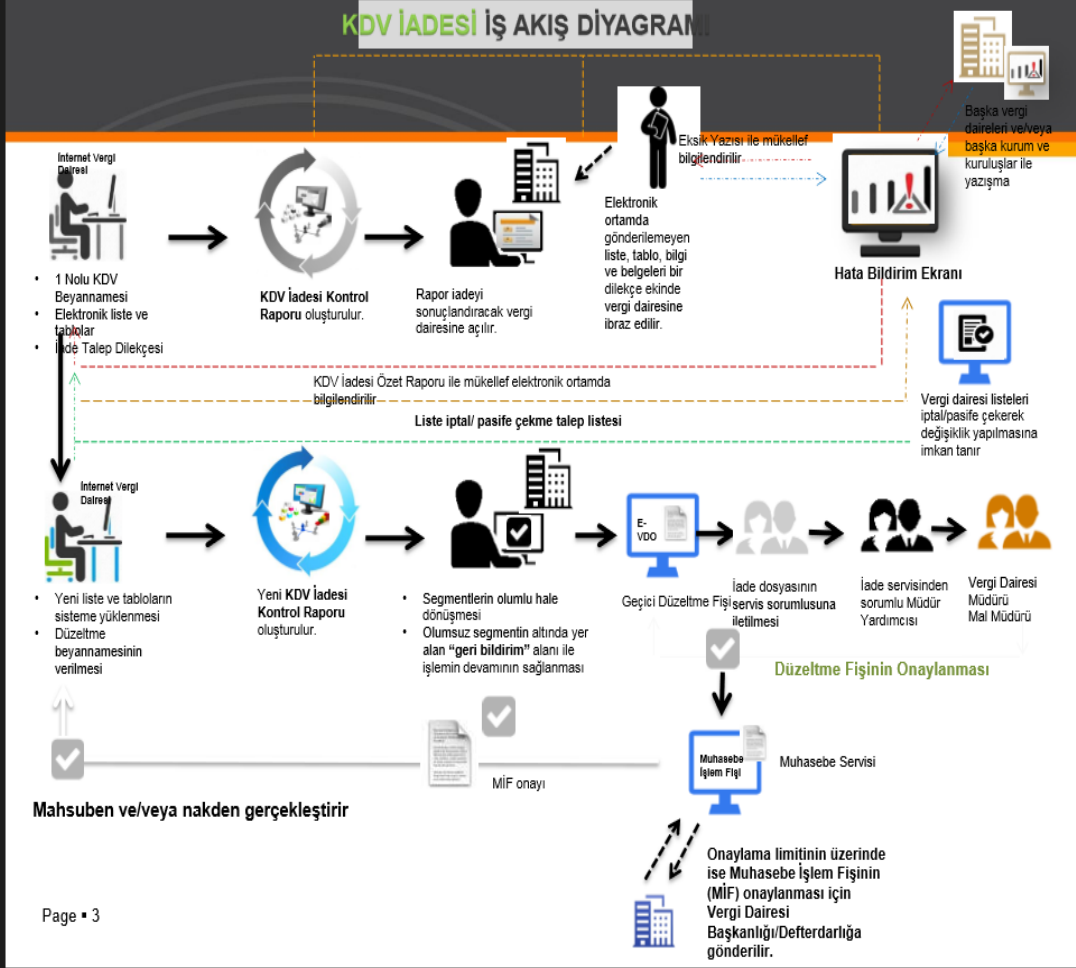 KDV İADESİ İŞ AKIŞ DİYAGRAMI
Başka vergi
daireleri ve/veya
başka kurum ve
kuruluşlar ile
yazışma
Eksik Yazısı ile mükellef
bilgilendirilir
İnternet Vergi
Dairesi
Elektronik
ortamda
gönderilemeyen
liste, tablo, bilgi
ve belgeleri bir
dilekçe ekinde
vergi dairesine
ibraz edilir.
Hata Bildirim Ekranı
• 1 Nolu KDV
Beyannamesi
• Elektronik liste ve
tablolar
• İade Talep Dilekçesi
KDV İadesi Kontrol
Raporu oluşturulur.
Rapor iadeyi
sonuçlandıracak vergi
dairesine açılır.
KDV İadesi Özet Raporu ile mükellef elektronik ortamda
bilgilendirilir
Vergi dairesi listeleri
iptal/pasife çekerek
değişiklik yapılmasına
imkan tanır
Liste iptal/ pasife çekme talep listesi
İnternet Vergi
Dairesi
E-
VDO
• Yeni liste ve tabloların
sisteme yüklenmesi
• Düzeltme
beyannamesinin
verilmesi
Yeni KDV İadesi
Kontrol Raporu
oluşturulur.
• Segmentlerin olumlu hale
dönüşmesi
• Olumsuz segmentin altında yer
alan “geri bildirim” alanı ile
işlemin devamının sağlanması
Geçici Düzeltme Fişi
İade dosyasının
servis sorumlusuna
iletilmesi
İade servisinden
sorumlu Müdür
Yardımcısı
Vergi Dairesi
Müdürü
Mal Müdürü
Düzeltme Fişinin Onaylanması
Muhasebe
İşlem Fişi
Muhasebe Servisi
MİF onayı
Mahsuben ve/veya nakden gerçekleştirir
Onaylama limitinin üzerinde
ise Muhasebe İşlem Fişinin
(MİF) onaylanması için
Vergi Dairesi
Başkanlığı/Defterdarlığa
gönderilir.
Page ▪ 3